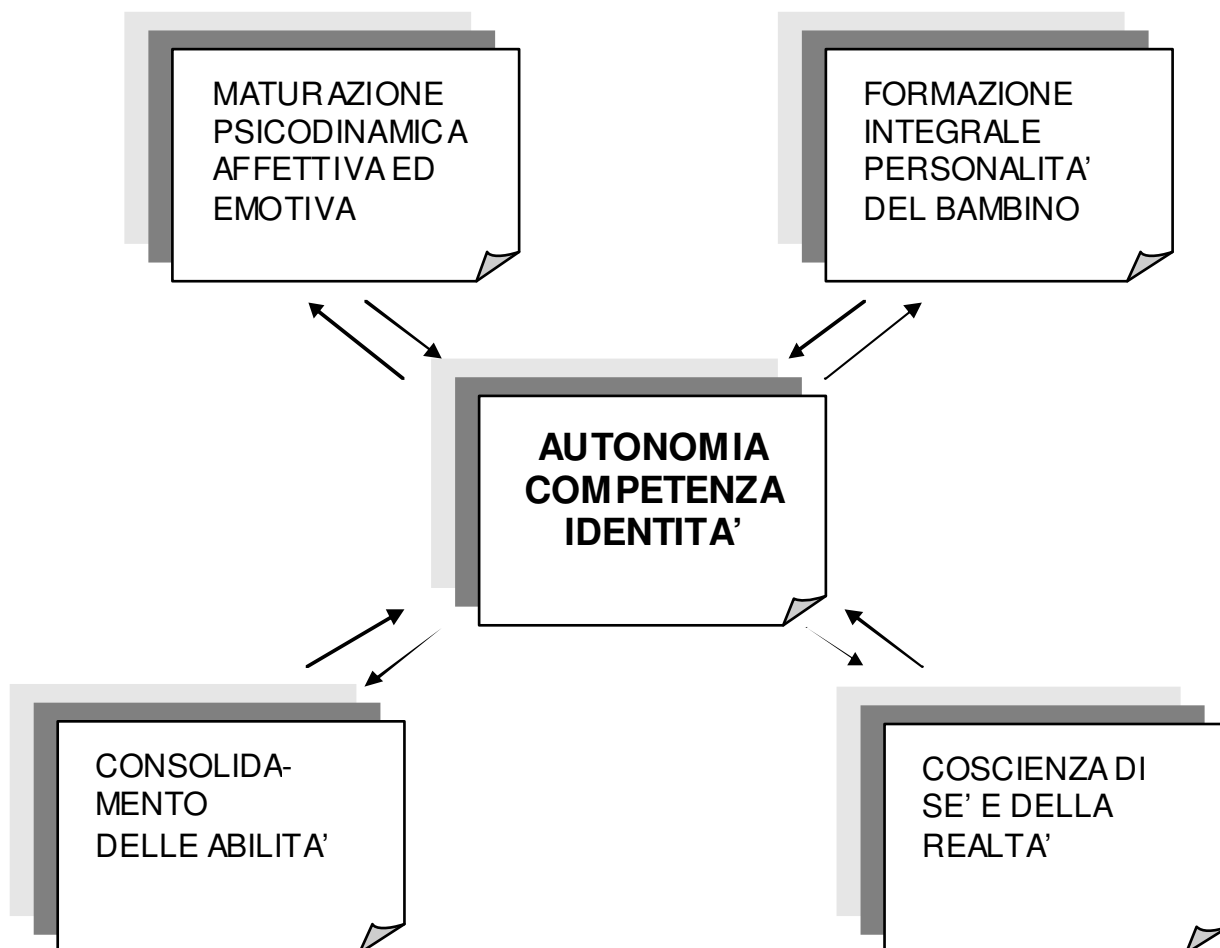 MATURAZIONE
PSICODINAMICA
AFFETTIVA ED
EMOTIVA
FORMAZIONE
INTEGRALE
PERSONALITA’
DEL BAMBINO
AUTONOMIA
COMPETENZA
IDENTITA’
CONSOLIDA-
MENTO
DELLE ABILITA’
COSCIENZA DI
SE’ E DELLA
REALTA’